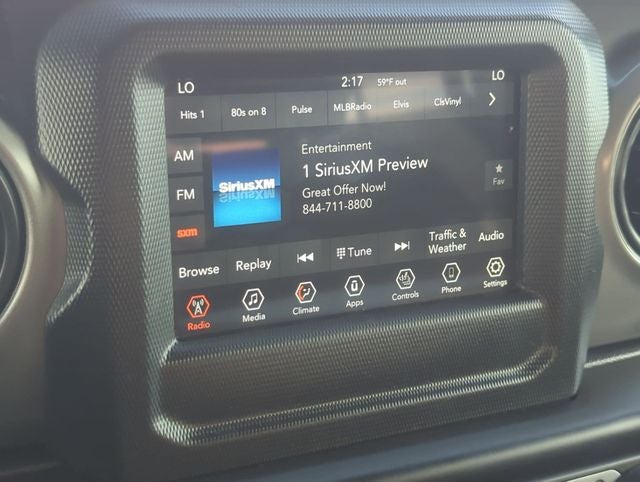 LO 2:17 59°F out LO
Hits 1 80s on 8 Pulse MLBRadio Elvis ClsVinyl
AM
FM
sxm
SiriusXM
Entertainment
1 SiriusXM Preview
Great Offer Now!
844-711-8800
Fav
Browse Replay Tune Traffic & Weather Audio
Radio Media Climate Apps Controls Phone Settings